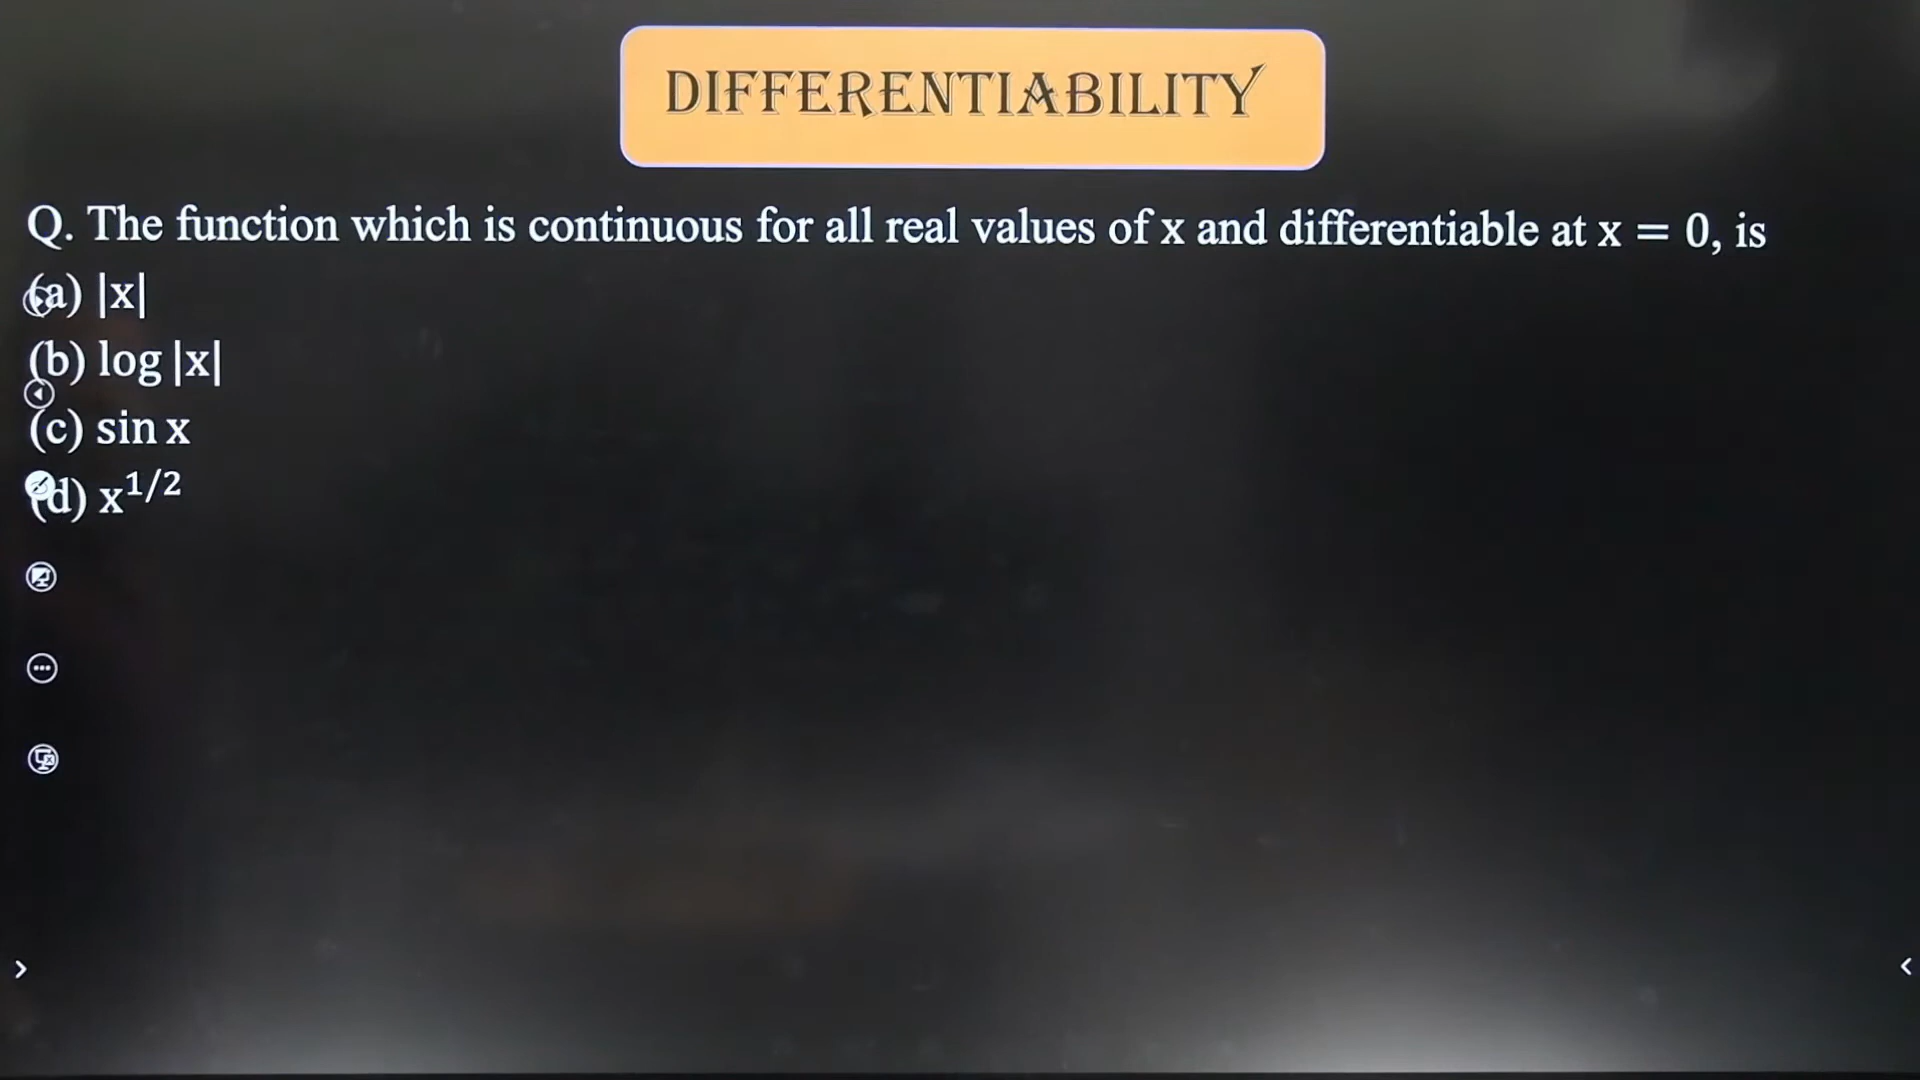 DIFFERENTIABILITY
Q. The function which is continuous for all real values of x and differentiable at x = 0, is
(a) |x|
(b) log |x|
(c) sin x
(d) x^{1/2}